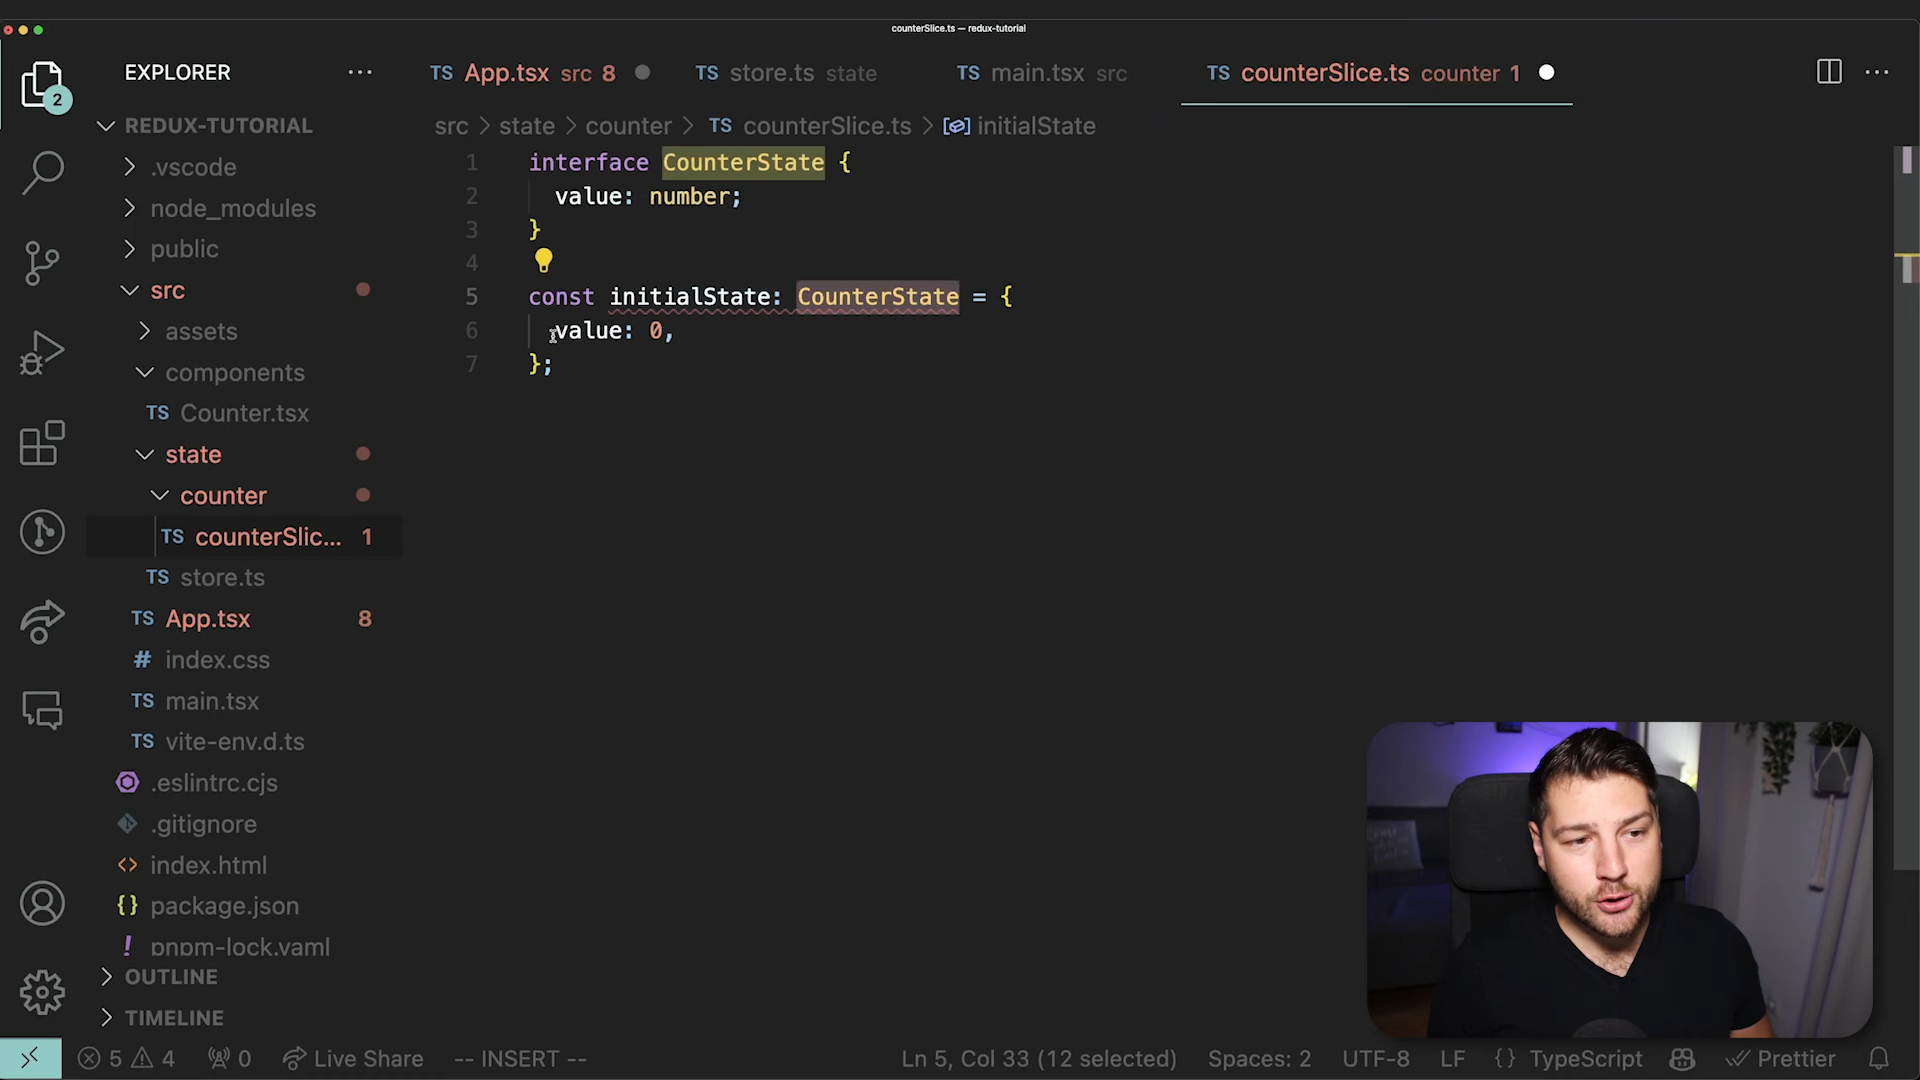 counterSlice.ts — redux-tutorial
EXPLORER
TS App.tsx src 8
TS store.ts state
TS main.tsx src
TS counterSlice.ts counter 1
2
REDUX-TUTORIAL
src > state > counter > TS counterSlice.ts > initialState
.vscode
node_modules
public
src
assets
components
TS Counter.tsx
state
counter
TS counterSlic... 1
TS store.ts
TS App.tsx 8
# index.css
TS main.tsx
TS vite-env.d.ts
.eslintrc.cjs
.gitignore
<> index.html
{} package.json
! pnpm-lock.yaml
OUTLINE
TIMELINE
1 interface CounterState {
2 value: number;
3 }
4
5 const initialState: CounterState = {
6 value: 0,
7 };
5 4 0 Live Share -- INSERT -- Ln 5, Col 33 (12 selected) Spaces: 2 UTF-8 LF {} TypeScript Prettier